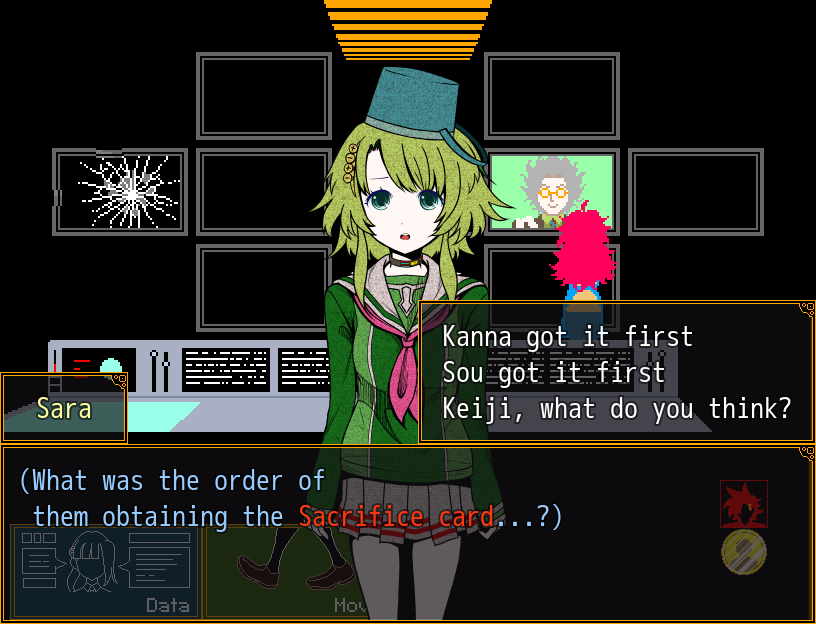 Kanna got it first
Sou got it first
Keiji, what do you think?
Sara
(What was the order of
them obtaining the Sacrifice card...?)
Data
Mov